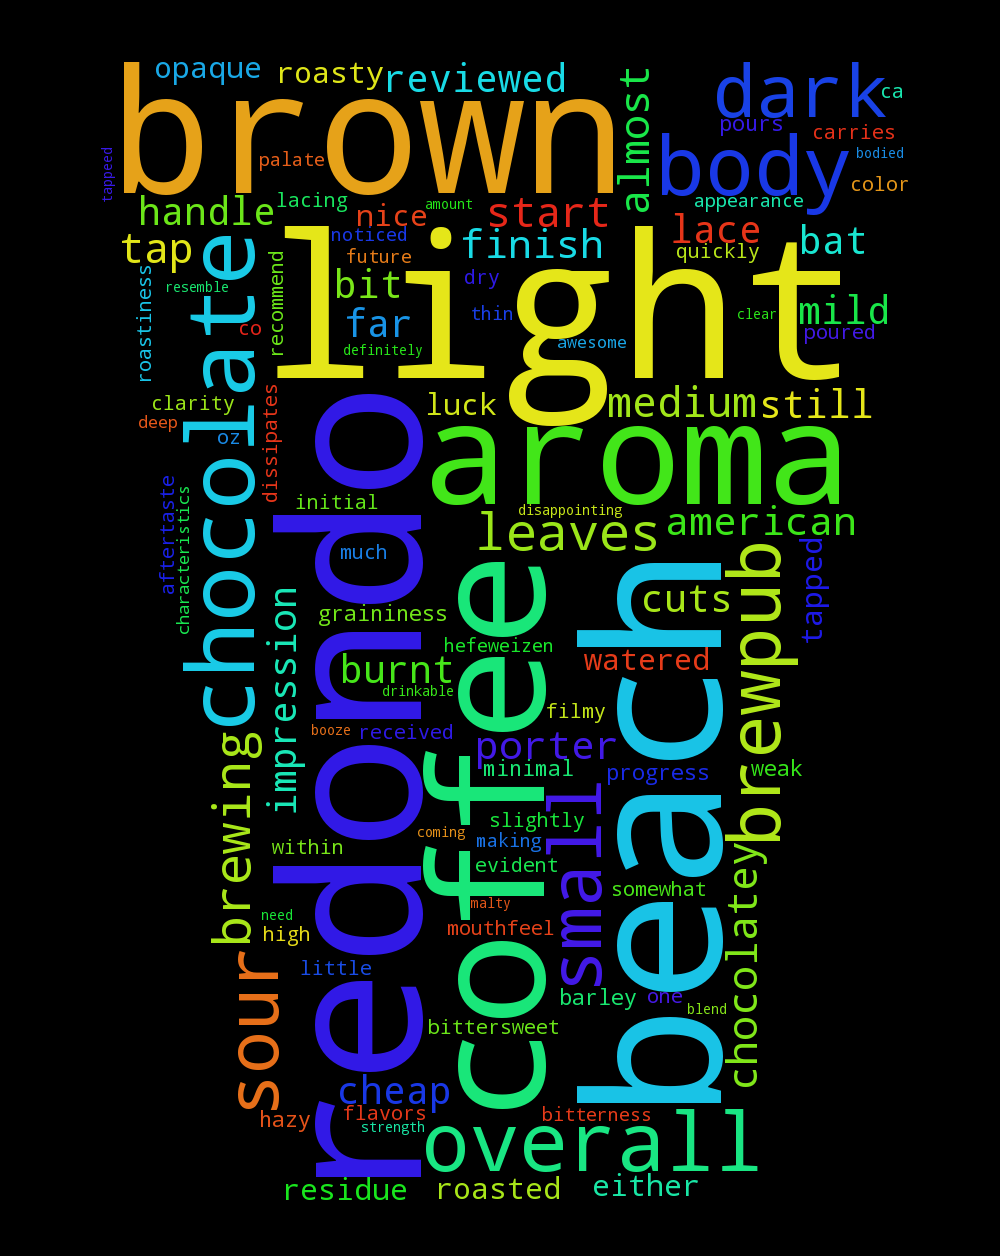 opaque
roasty
reviewed
brown
almost
dark
ca
pours
carries
body
bodied
color
tappeed
palate
lacing
amount
appearance
handle
nice
start
lace
quickly
bat
tap
noticed
finish
future
light
resemble
recommend
bit
dry
roastiness
chocolate
co
far
thin
clear
mild
poured
definitely
awesome
clarity
deep
oz
dissipates
luck
medium
still
aroma
initial
disappointing
leaves
american
aftertaste
characteristics
much
redondo
coffee
beach
brewpub
tapped
impression
graininess
cuts
hefeweizen
watered
burnt
drinkable
filmy
booze
received
porter
minimal
progress
weak
brewing
small
slightly
coming
making
within
evident
chocolatey
somewhat
malty
need
high
mouthfeel
sour
little
barley
one
blend
bittersweet
cheap
hazy
flavors
strength
bitterness
overall
residue
roasted
either